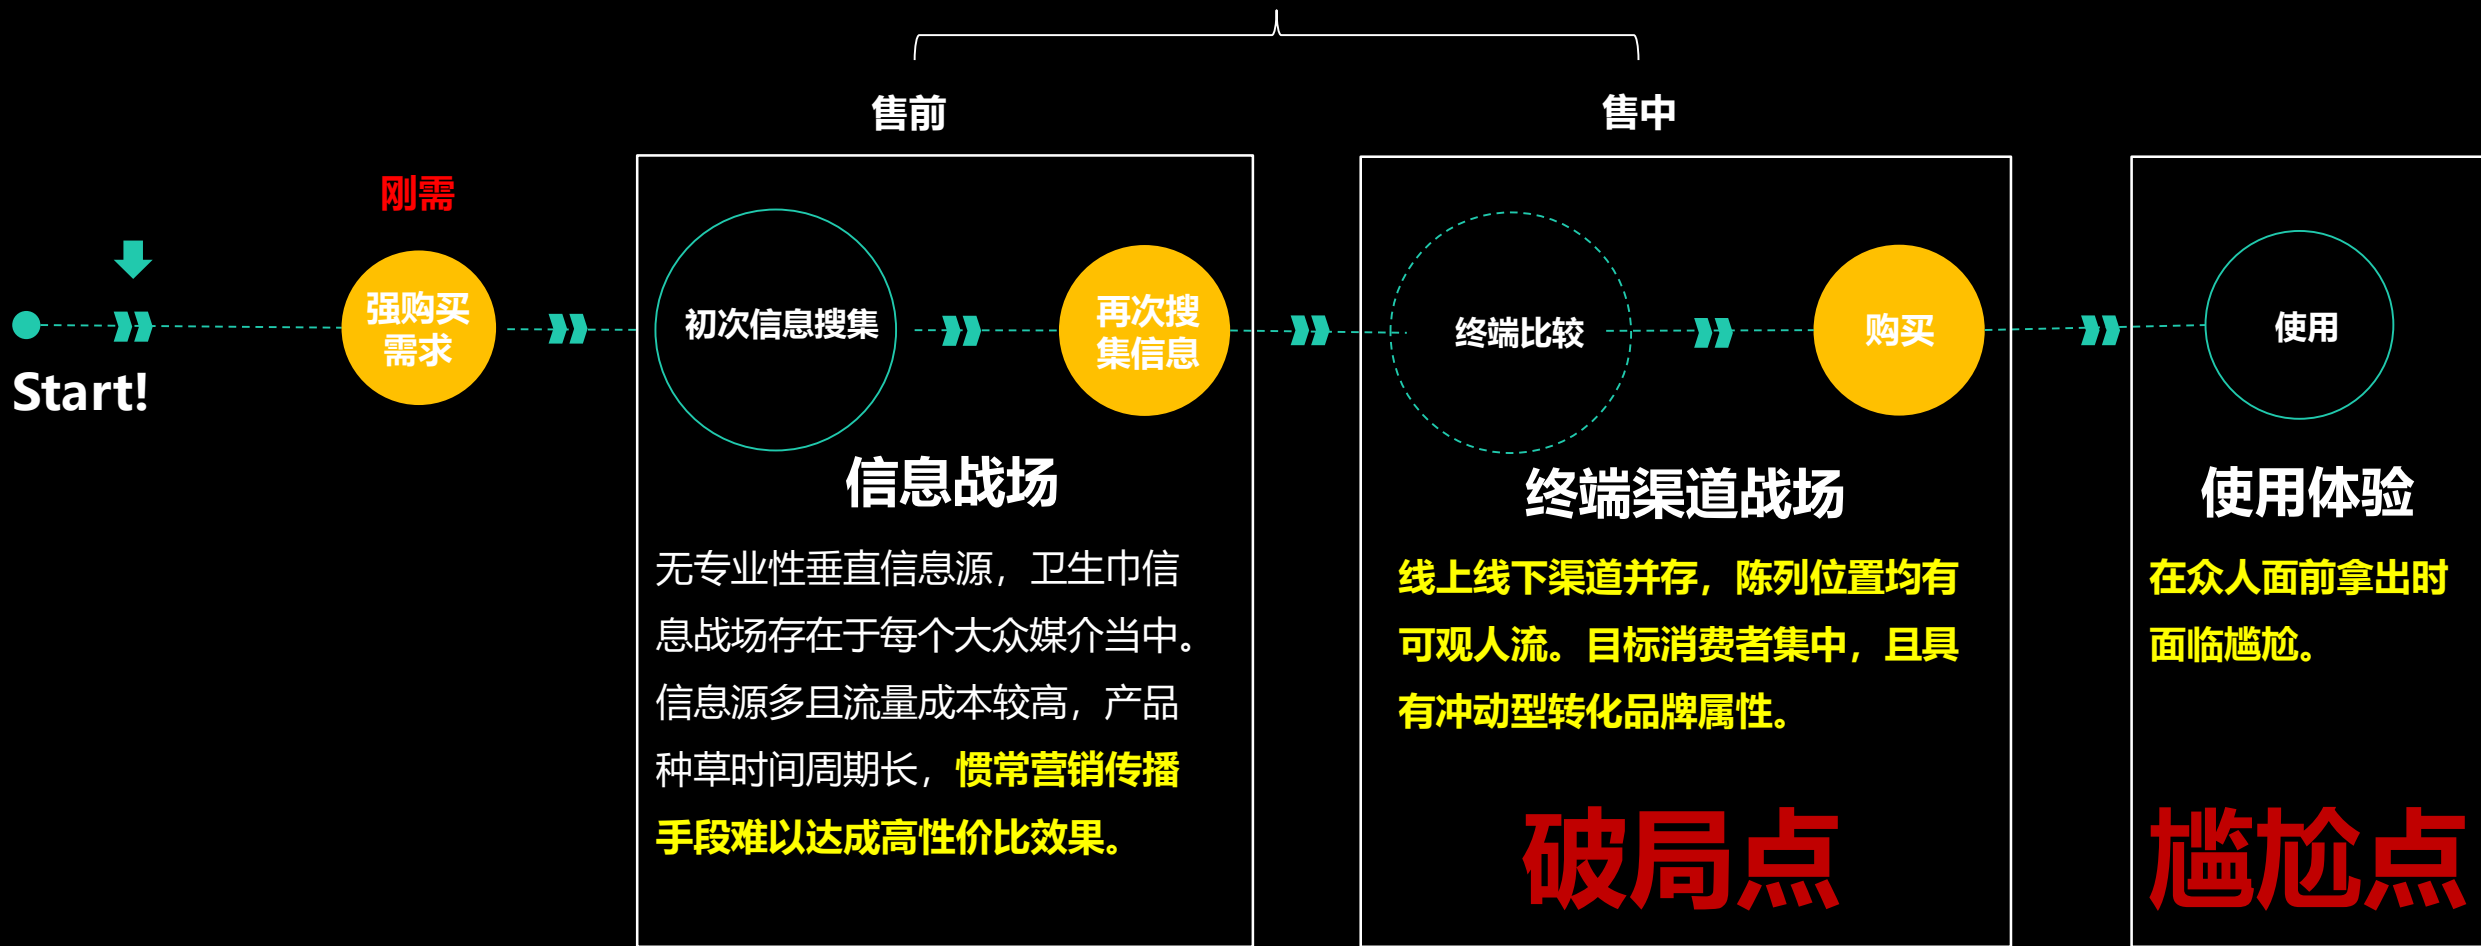 售前
售中
刚需
Start!
强购买
需求
初次信息搜集
再次搜
集信息
信息战场
无专业性垂直信息源，卫生巾信
息战场存在于每个大众媒介当中。
信息源多且流量成本较高，产品
种草时间周期长，惯常营销传播
手段难以达成高性价比效果。
终端比较
购买
终端渠道战场
线上线下渠道并存，陈列位置均有
可观人流。目标消费者集中，且具
有冲动型转化品牌属性。
破局点
使用
使用体验
在众人面前拿出时
面临尴尬。
尴尬点